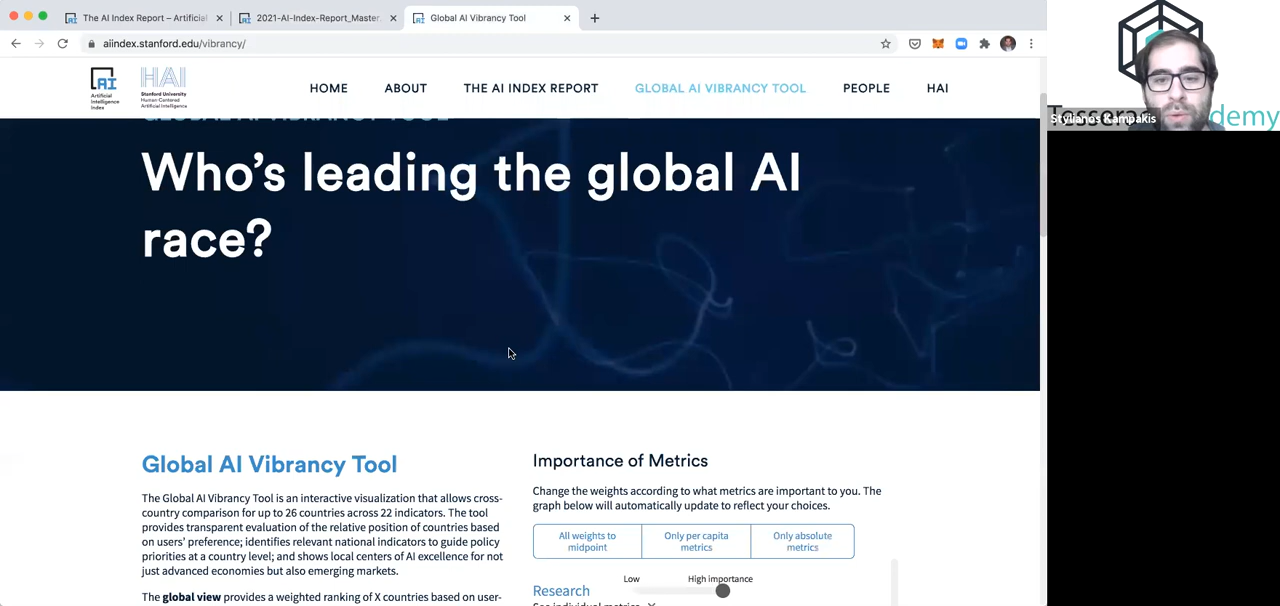 The AI Index Report – Artificial
2021-AI-Index-Report_Master
Global AI Vibrancy Tool
aiindex.stanford.edu/vibrancy/
AI
Artificial
Intelligence
Index
HAI
Stanford University
Human-Centered
Artificial Intelligence
HOME
ABOUT
THE AI INDEX REPORT
GLOBAL AI VIBRANCY TOOL
PEOPLE
HAI
GLOBAL AI VIBRANCY TOOL
Who's leading the global AI
race?
Global AI Vibrancy Tool
The Global AI Vibrancy Tool is an interactive visualization that allows cross-
country comparison for up to 26 countries across 22 indicators. The tool
provides transparent evaluation of the relative position of countries based
on users' preference; identifies relevant national indicators to guide policy
priorities at a country level; and shows local centers of AI excellence for not
just advanced economies but also emerging markets.
The global view provides a weighted ranking of X countries based on user-
Importance of Metrics
Change the weights according to what metrics are important to you. The
graph below will automatically update to reflect your choices.
All weights to
midpoint
Only per capita
metrics
Only absolute
metrics
Low
High importance
Research
See individual metrics
Stylianos Kampakis
demy